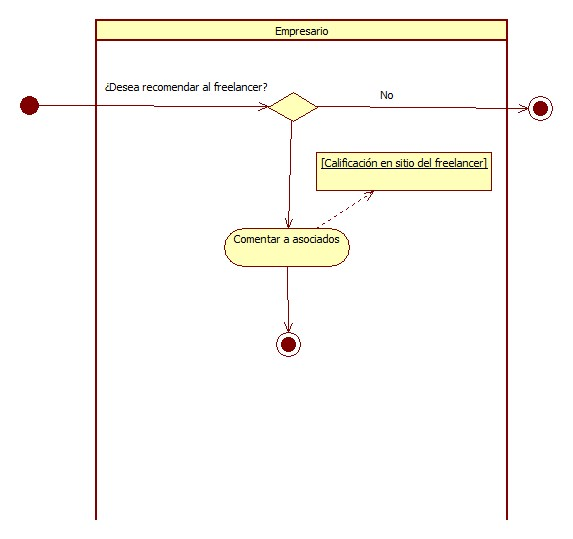 Empresario
¿Desea recomendar al freelancer?
No
[Calificación en sitio del freelancer]
Comentar a asociados